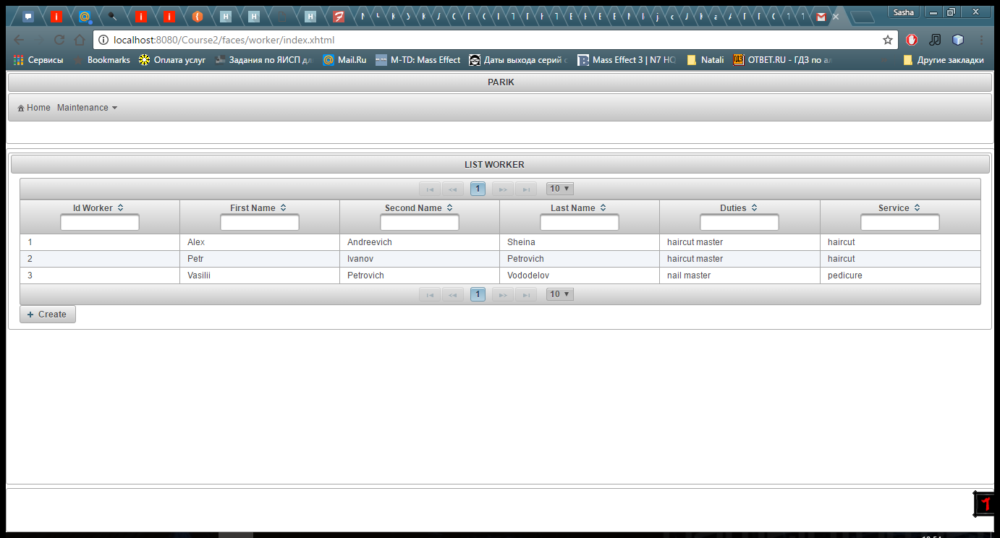 Sasha
localhost:8080/Course2/faces/worker/index.xhtml
Сервисы Bookmarks Оплата услуг Задания по ЯИСП дл Mail.Ru M-TD: Mass Effect Даты выхода серий с Mass Effect 3 | N7 HQ Natali ОТВЕТ.RU - ГДЗ по ал Другие закладки
PARIK
Home Maintenance
LIST WORKER
1 10
Id Worker First Name Second Name Last Name Duties Service
1 Alex Andreevich Sheina haircut master haircut
2 Petr Ivanov Petrovich haircut master haircut
3 Vasilii Petrovich Vododelov nail master pedicure
1 10
+ Create